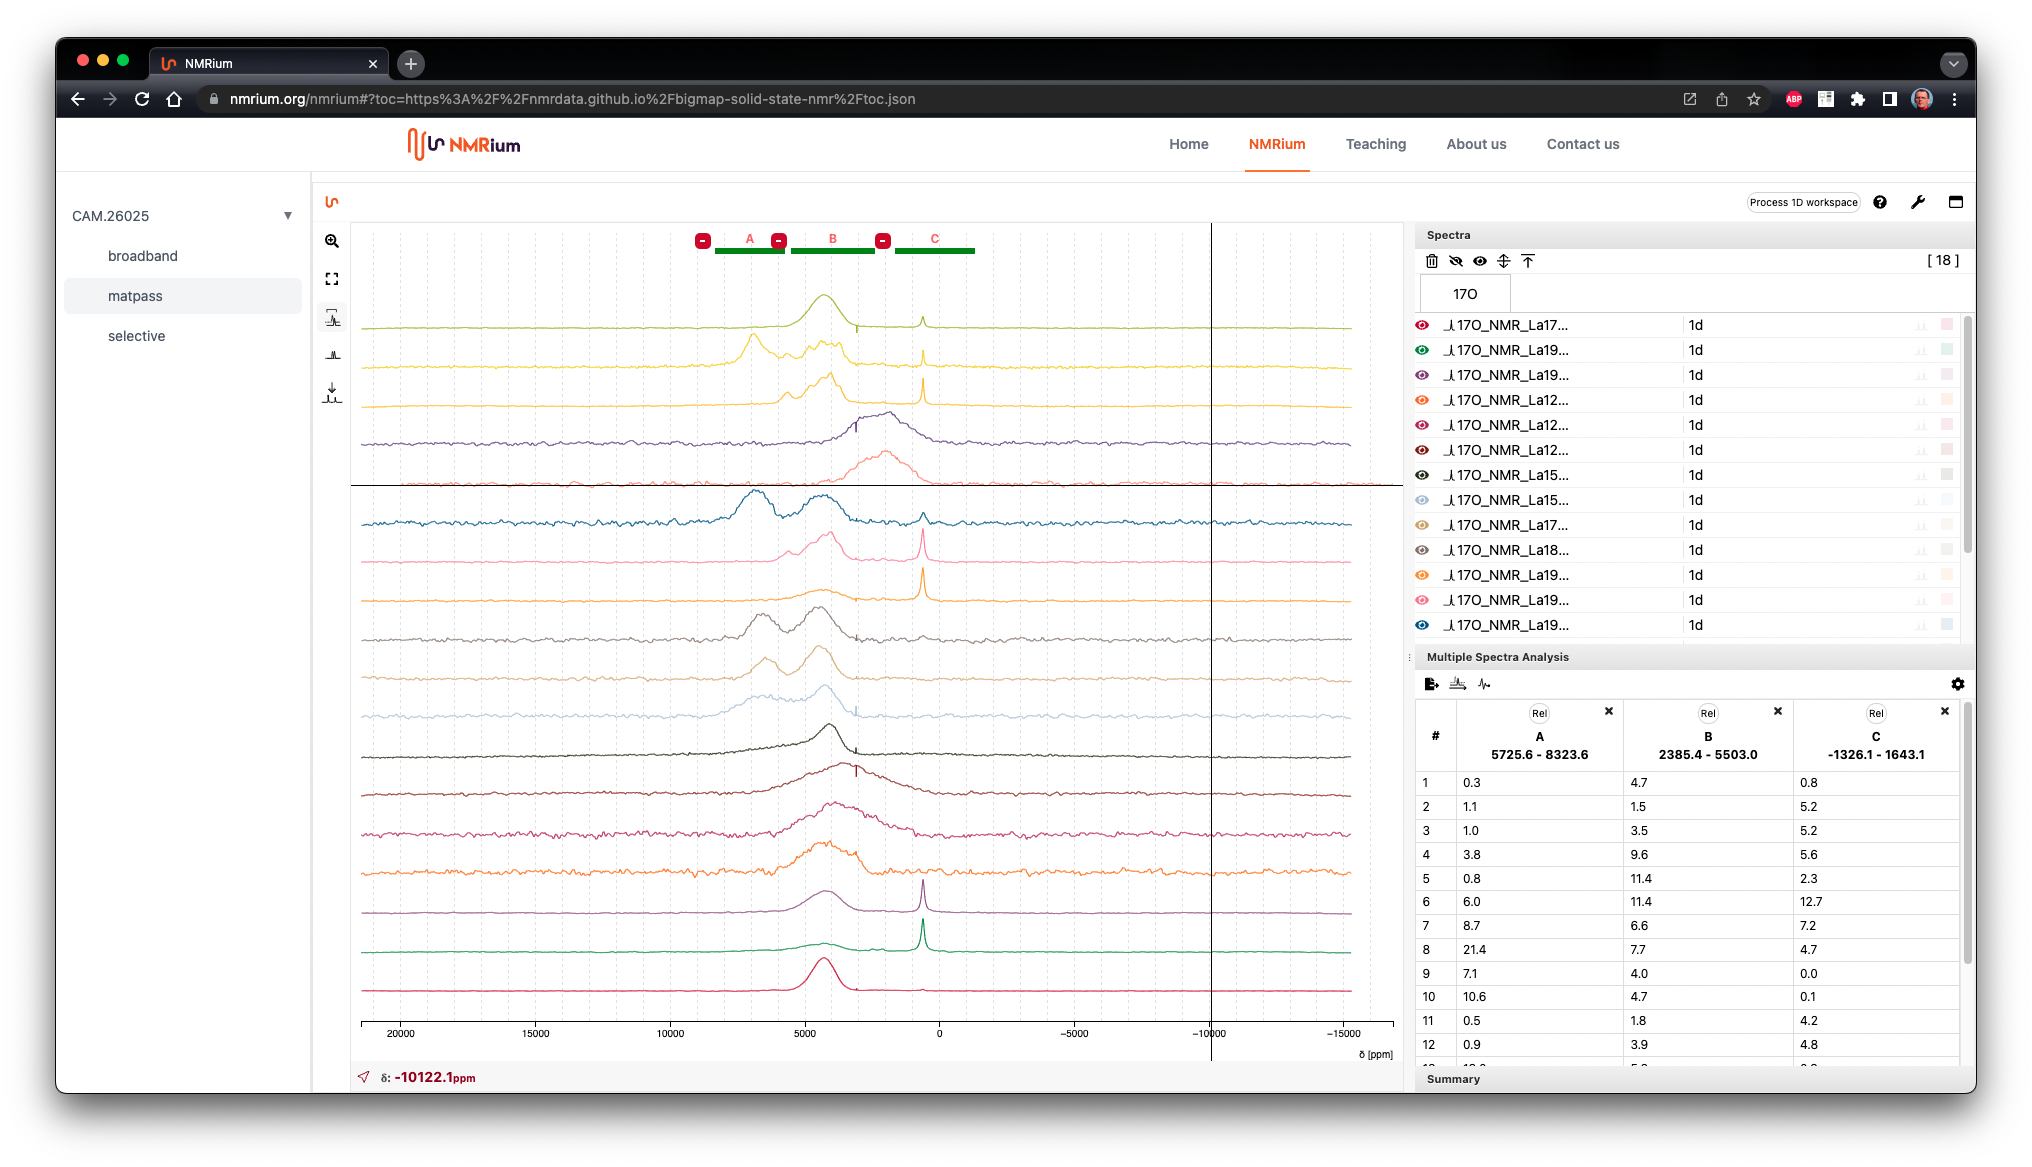 NMRium
nmrium.org/nmrium#?toc=https%3A%2F%2Fnmrdata.github.io%2Fbigmap-solid-state-nmr%2Ftoc.json
ABP
NMRium
Home
NMRium
Teaching
About us
Contact us
CAM.26025
broadband
matpass
selective
Process 1D workspace
A
B
C
20000
15000
10000
5000
0
−5000
−10000
−15000
δ [ppm]
δ: -10122.1ppm
Spectra
[ 18 ]
17O
17O_NMR_La17... 1d
17O_NMR_La19... 1d
17O_NMR_La19... 1d
17O_NMR_La12... 1d
17O_NMR_La12... 1d
17O_NMR_La12... 1d
17O_NMR_La15... 1d
17O_NMR_La15... 1d
17O_NMR_La17... 1d
17O_NMR_La18... 1d
17O_NMR_La19... 1d
17O_NMR_La19... 1d
17O_NMR_La19... 1d
Multiple Spectra Analysis
Rel Rel Rel
# A B C
5725.6 - 8323.6 2385.4 - 5503.0 -1326.1 - 1643.1
1 0.3 4.7 0.8
2 1.1 1.5 5.2
3 1.0 3.5 5.2
4 3.8 9.6 5.6
5 0.8 11.4 2.3
6 6.0 11.4 12.7
7 8.7 6.6 7.2
8 21.4 7.7 4.7
9 7.1 4.0 0.0
10 10.6 4.7 0.1
11 0.5 1.8 4.2
12 0.9 3.9 4.8
Summary